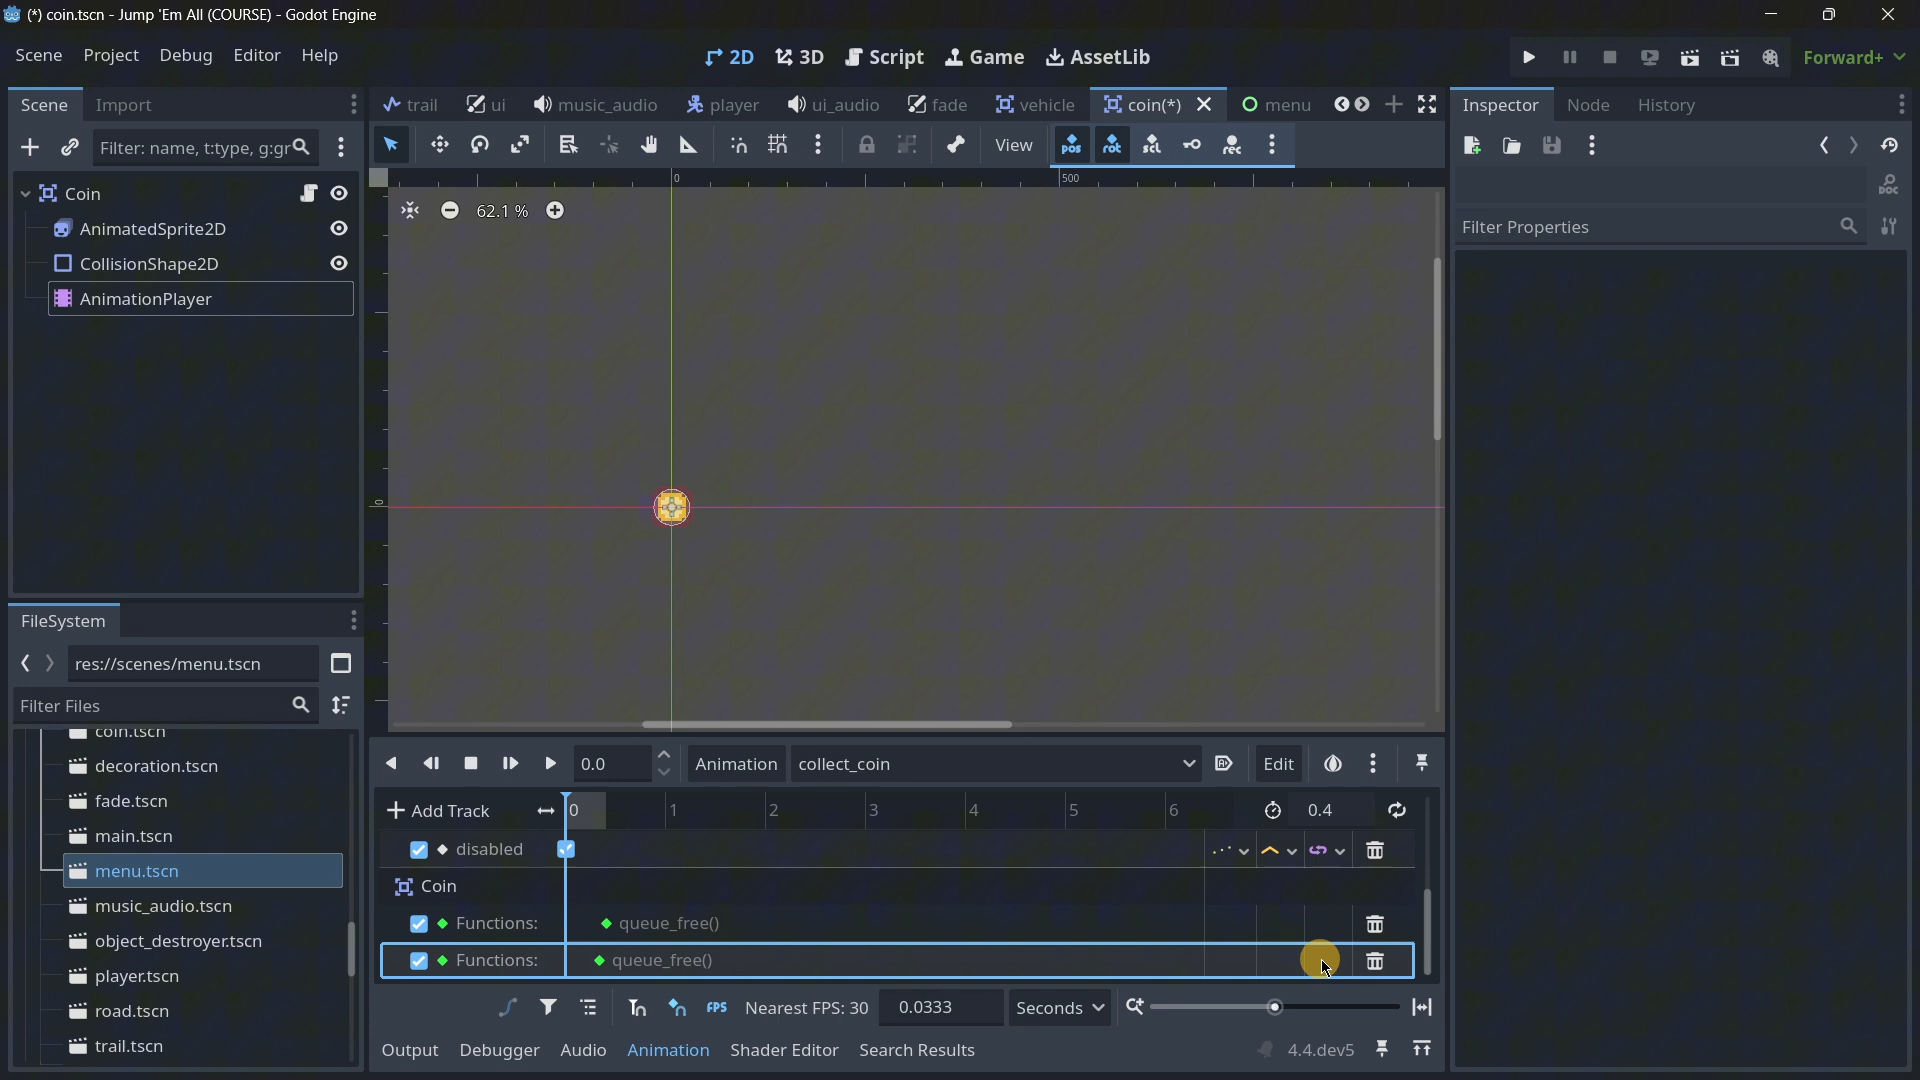 (*) coin.tscn - Jump 'Em All (COURSE) - Godot Engine
Scene Project Debug Editor Help
2D 3D Script Game AssetLib
Forward+
Scene Import
trail ui music_audio player ui_audio fade vehicle coin(*) menu
Inspector Node History
Filter: name, t:type, g:gr
View
Coin
AnimatedSprite2D
CollisionShape2D
AnimationPlayer
0 500
62.1 %
0
Filter Properties
FileSystem
res://scenes/menu.tscn
Filter Files
coin.tscn
decoration.tscn
fade.tscn
main.tscn
menu.tscn
music_audio.tscn
object_destroyer.tscn
player.tscn
road.tscn
trail.tscn
0.0 Animation collect_coin Edit
Add Track 0 1 2 3 4 5 6 0.4
disabled
Coin
Functions: queue_free()
Functions: queue_free()
FPS Nearest FPS: 30 0.0333 Seconds
Output Debugger Audio Animation Shader Editor Search Results 4.4.dev5